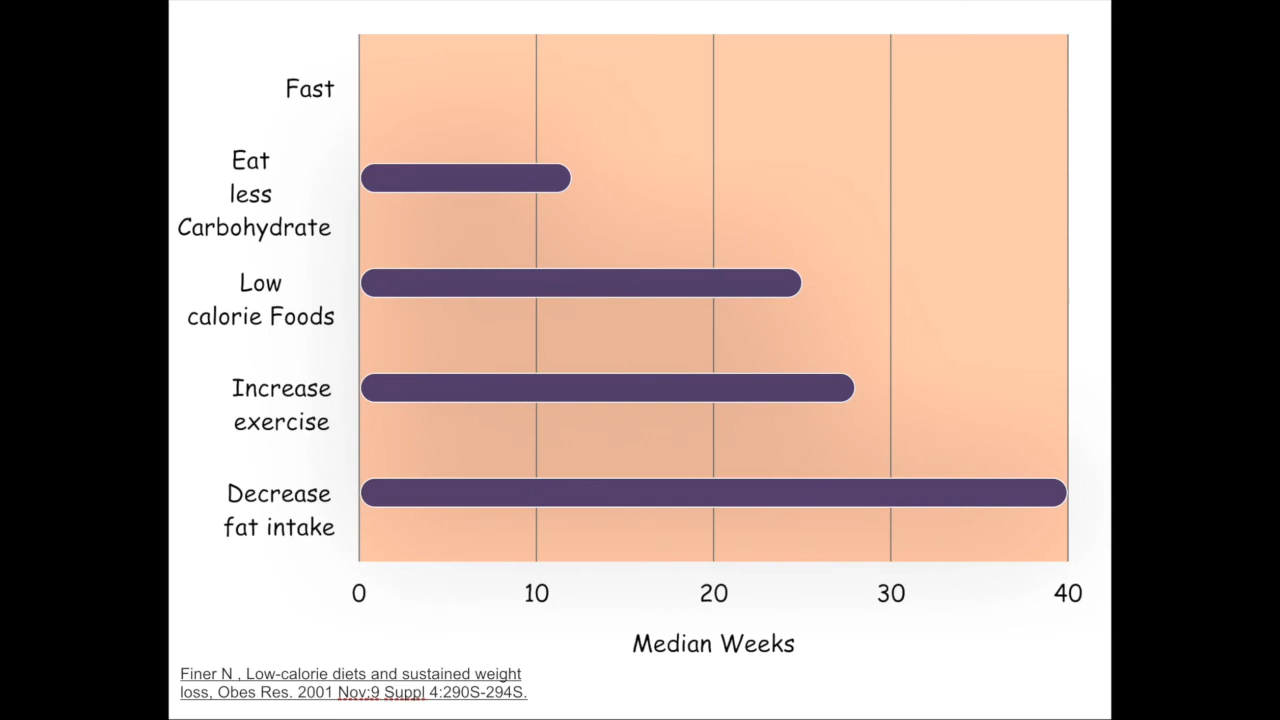 Fast
Eat
less
Carbohydrate
Low
calorie Foods
Increase
exercise
Decrease
fat intake
0 10 20 30 40
Median Weeks
Finer N , Low-calorie diets and sustained weight
loss, Obes Res. 2001 Nov;9 Suppl 4:290S-294S.